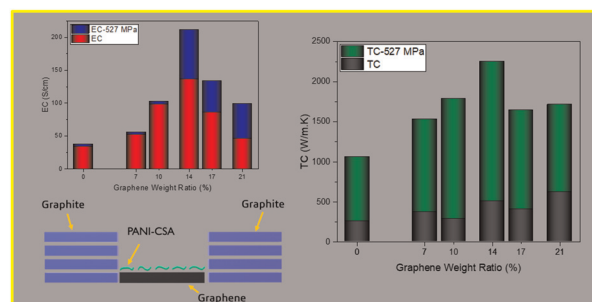 EC-527 MPa
EC
EC (S/cm)
200
150
100
50
0
0 7 10 14 17 21
Graphene Weight Ratio (%)
Graphite
Graphite
PANI-CSA
Graphene
TC-527 MPa
TC
TC (W/m.K)
2500
2000
1500
1000
500
0
0 7 10 14 17 21
Graphene Weight Ratio (%)